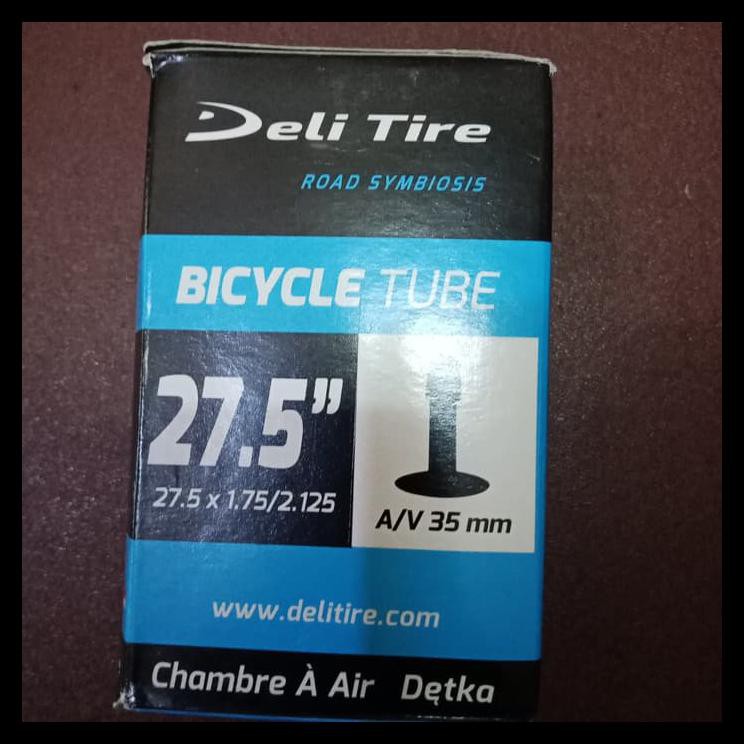 Deli Tire
ROAD SYMBIOSIS
BICYCLE TUBE
27.5”
27.5 x 1.75/2.125
A/V 35 mm
www.delitire.com
Chambre À Air Dętka